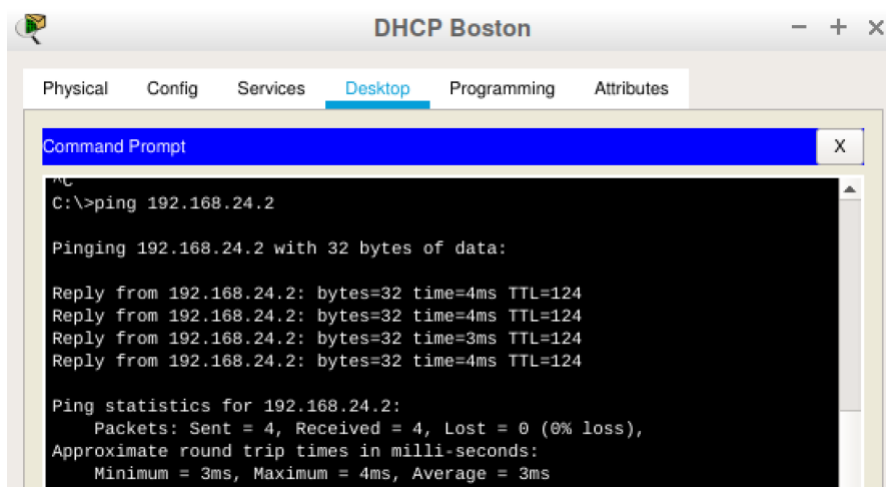 DHCP Boston
Physical Config Services Desktop Programming Attributes
Command Prompt X
^C
C:\>ping 192.168.24.2
Pinging 192.168.24.2 with 32 bytes of data:
Reply from 192.168.24.2: bytes=32 time=4ms TTL=124
Reply from 192.168.24.2: bytes=32 time=4ms TTL=124
Reply from 192.168.24.2: bytes=32 time=3ms TTL=124
Reply from 192.168.24.2: bytes=32 time=4ms TTL=124
Ping statistics for 192.168.24.2:
Packets: Sent = 4, Received = 4, Lost = 0 (0% loss),
Approximate round trip times in milli-seconds:
Minimum = 3ms, Maximum = 4ms, Average = 3ms